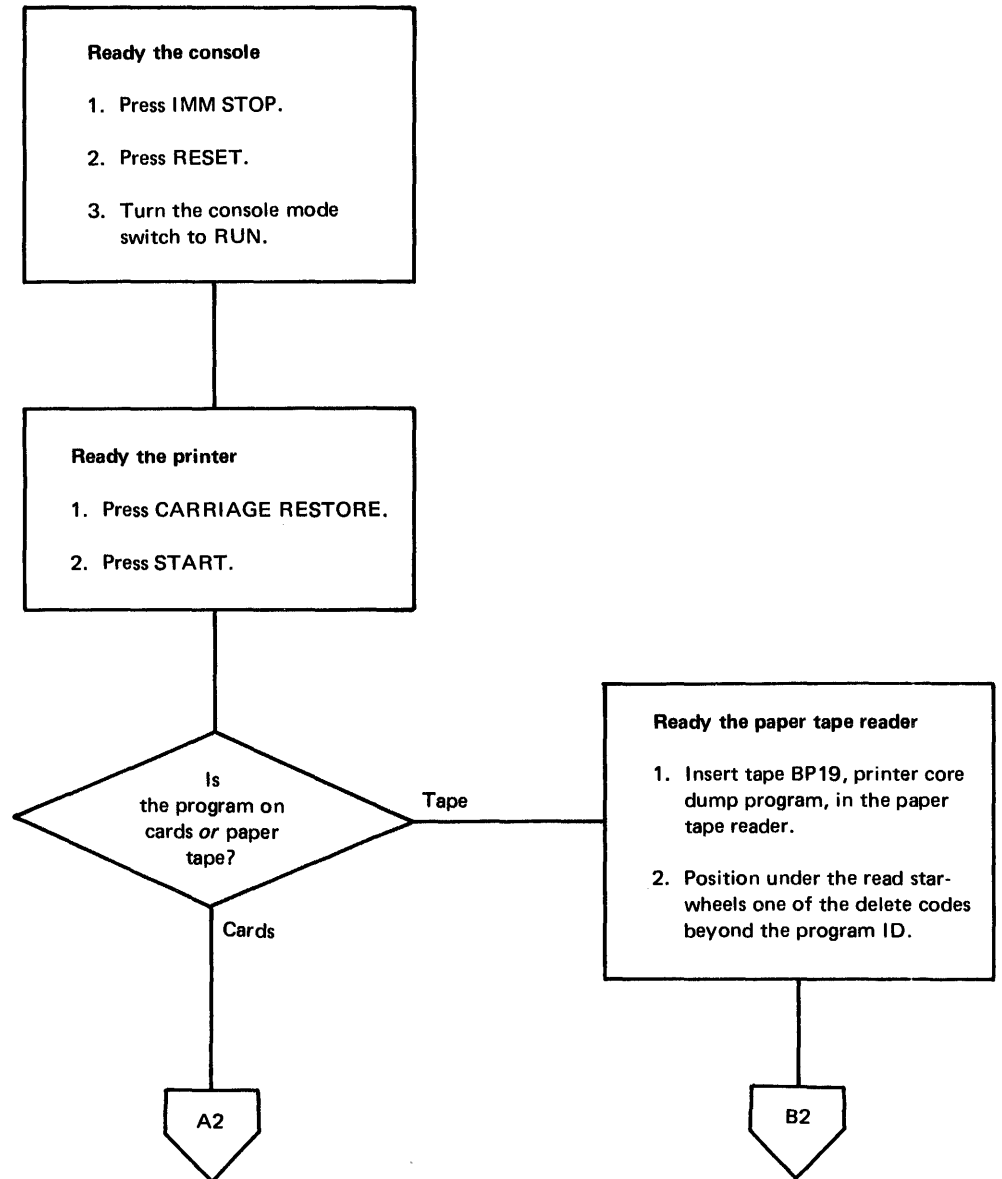 Ready the console
1. Press IMM STOP.
2. Press RESET.
3. Turn the console mode
switch to RUN.
Ready the printer
1. Press CARRIAGE RESTORE.
2. Press START.
Is
the program on
cards or paper
tape?
Tape
Cards
Ready the paper tape reader
1. Insert tape BP19, printer core
dump program, in the paper
tape reader.
2. Position under the read star-
wheels one of the delete codes
beyond the program ID.
A2
B2